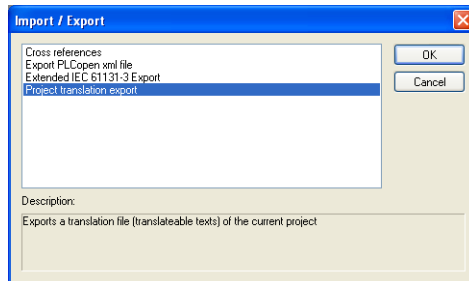 Import / Export
Cross references
Export PLCopen xml file
Extended IEC 61131-3 Export
Project translation export
OK
Cancel
Description:
Exports a translation file (translateable texts) of the current project